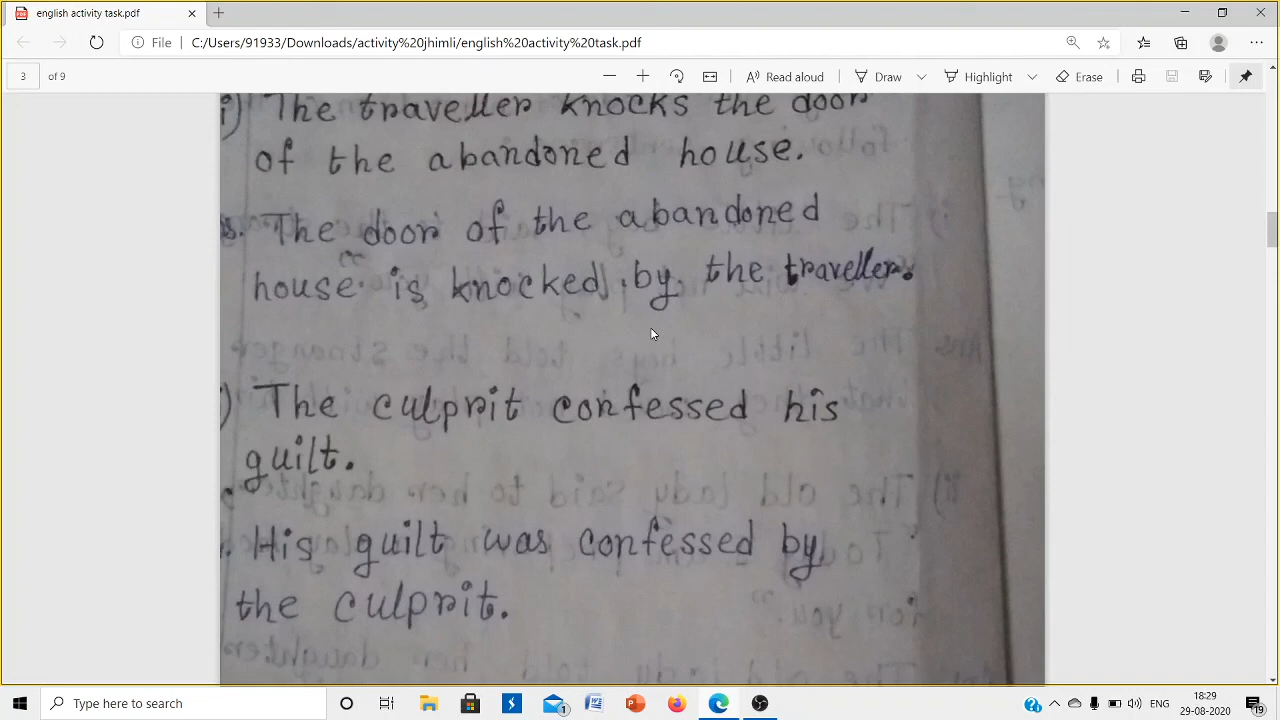 english activity task.pdf
File
C:/Users/91933/Downloads/activity%20jhimli/english%20activity%20task.pdf
3 of 9
Read aloud
Draw
Highlight
Erase
i) The traveller knocks the door
of the abandoned house.
The door of the abandoned
house is knocked by the traveller.
The culprit confessed his
guilt.
His guilt was confessed by
the culprit.
Type here to search
1
ENG
18:29
29-08-2020
19